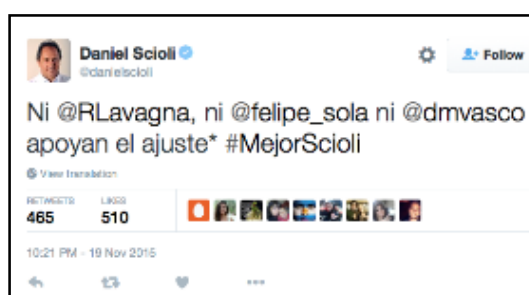 Daniel Scioli
@danielscioli
Follow
Ni @RLavagna, ni @felipe_sola ni @dmvasco
apoyan el ajuste* #MejorScioli
View translation
RETWEETS LIKES
465 510
10:21 PM - 19 Nov 2015